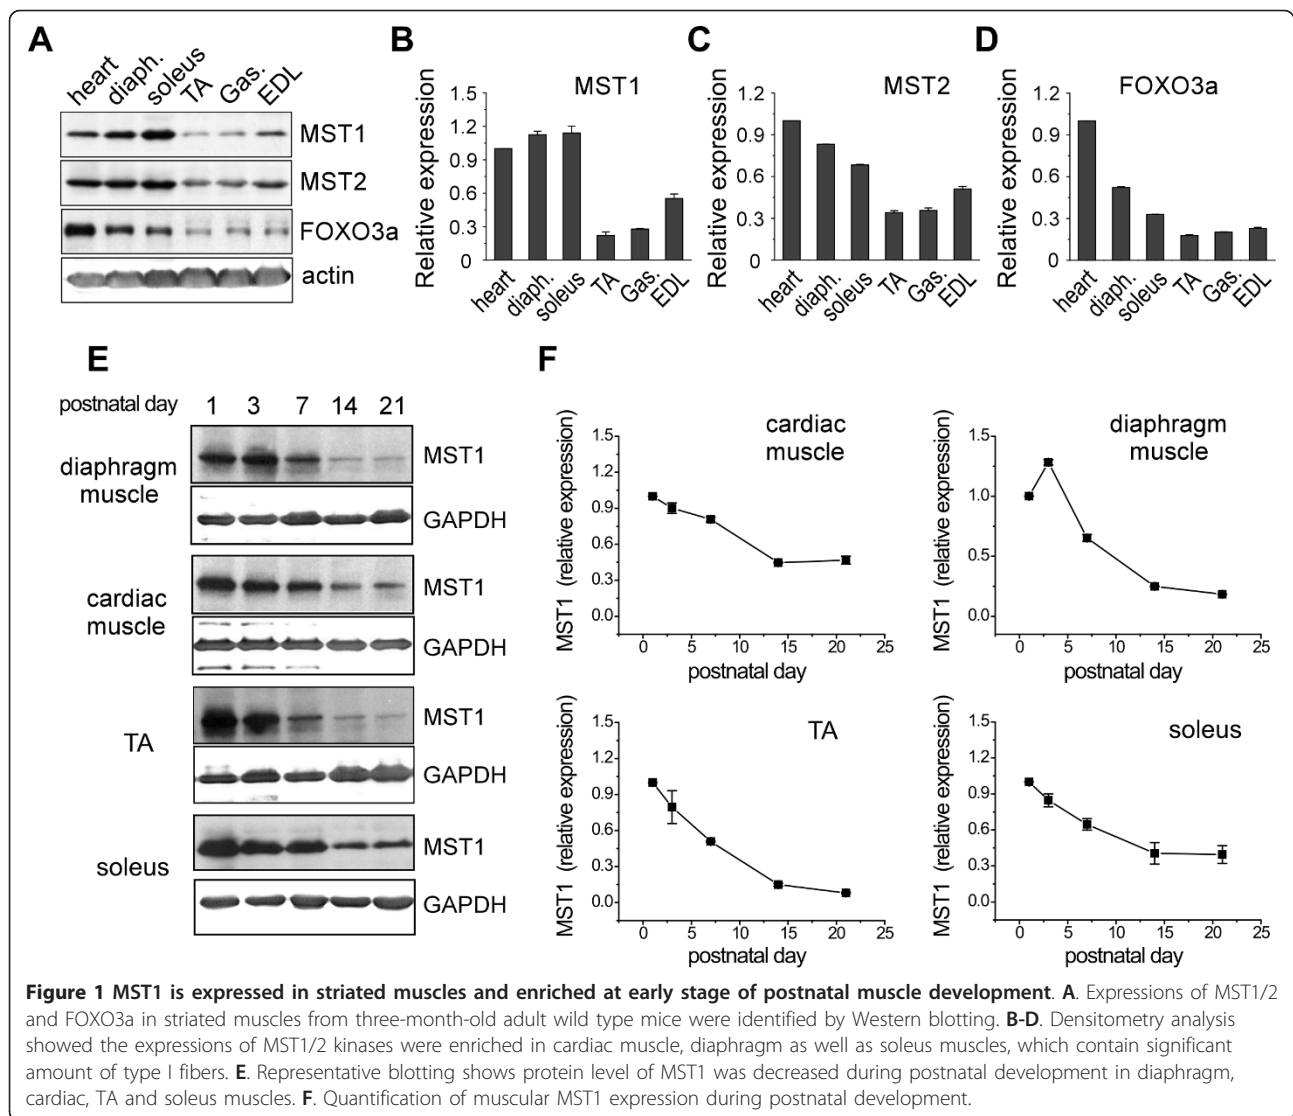 A
heart
diaph.
soleus
TA
Gas.
EDL
MST1
MST2
FOXO3a
actin
B
MST1
Relative expression
1.5
1.2
0.9
0.6
0.3
0
heart
diaph.
soleus
TA
Gas.
EDL
C
MST2
Relative expression
1.2
0.9
0.6
0.3
0
heart
diaph.
soleus
TA
Gas.
EDL
D
FOXO3a
Relative expression
1.2
0.9
0.6
0.3
0
heart
diaph.
soleus
TA
Gas.
EDL
E
postnatal day 1 3 7 14 21
diaphragm
muscle
MST1
GAPDH
cardiac
muscle
MST1
GAPDH
TA
MST1
GAPDH
soleus
MST1
GAPDH
F
cardiac
muscle
MST1 (relative expression)
1.5
1.2
0.9
0.6
0.3
0.0
0 5 10 15 20 25
postnatal day
diaphragm
muscle
MST1 (relative expression)
1.5
1.0
0.5
0.0
0 5 10 15 20 25
postnatal day
TA
MST1 (relative expression)
1.5
1.2
0.9
0.6
0.3
0.0
0 5 10 15 20 25
postnatal day
soleus
MST1 (relative expression)
1.5
1.2
0.9
0.6
0.3
0.0
0 5 10 15 20 25
postnatal day
Figure 1 MST1 is expressed in striated muscles and enriched at early stage of postnatal muscle development. A. Expressions of MST1/2
and FOXO3a in striated muscles from three-month-old adult wild type mice were identified by Western blotting. B-D. Densitometry analysis
showed the expressions of MST1/2 kinases were enriched in cardiac muscle, diaphragm as well as soleus muscles, which contain significant
amount of type I fibers. E. Representative blotting shows protein level of MST1 was decreased during postnatal development in diaphragm,
cardiac, TA and soleus muscles. F. Quantification of muscular MST1 expression during postnatal development.